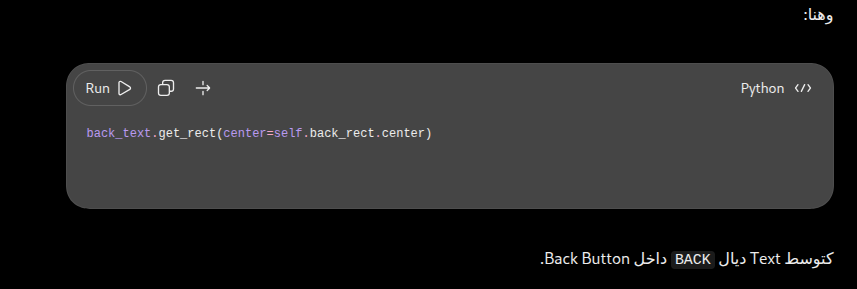 وهنا:
Run
Python
back_text.get_rect(center=self.back_rect.center)
كتوسط Text ديال BACK داخل Back Button.